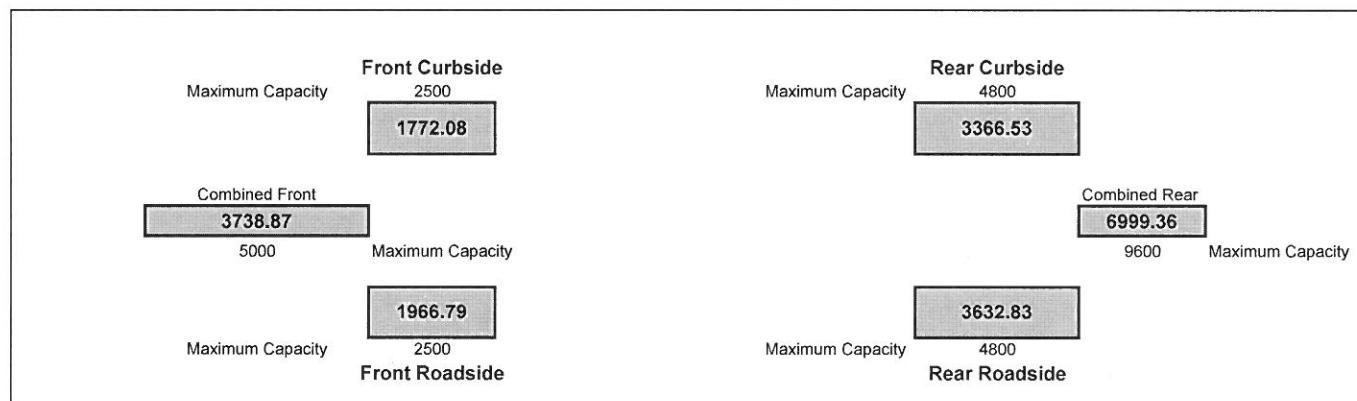 Front Curbside
Rear Curbside
Maximum Capacity 2500
Maximum Capacity 4800
1772.08
3366.53
Combined Front
Combined Rear
3738.87
6999.36
5000 Maximum Capacity
9600 Maximum Capacity
1966.79
3632.83
Maximum Capacity 2500
Maximum Capacity 4800
Front Roadside
Rear Roadside